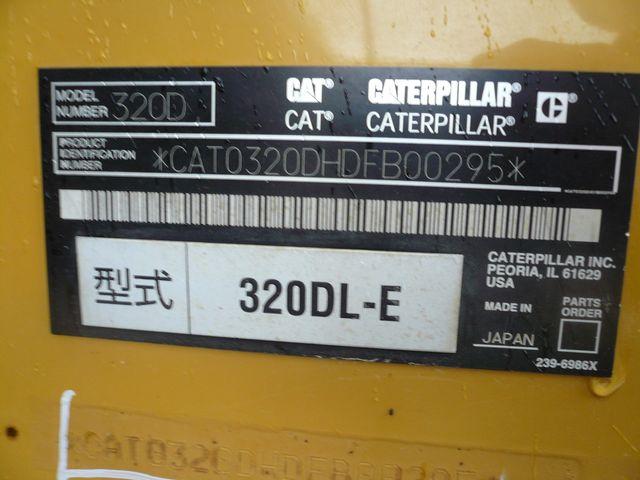 MODEL NUMBER 320D
CAT® CATERPILLAR®
CAT® CATERPILLAR®
PRODUCT IDENTIFICATION NUMBER *CAT0320DHDFB00295*
型式 320DL-E
CATERPILLAR INC.
PEORIA, IL 61629
USA
MADE IN JAPAN
PARTS ORDER
239-6986X
*CAT0320DHDFB00295